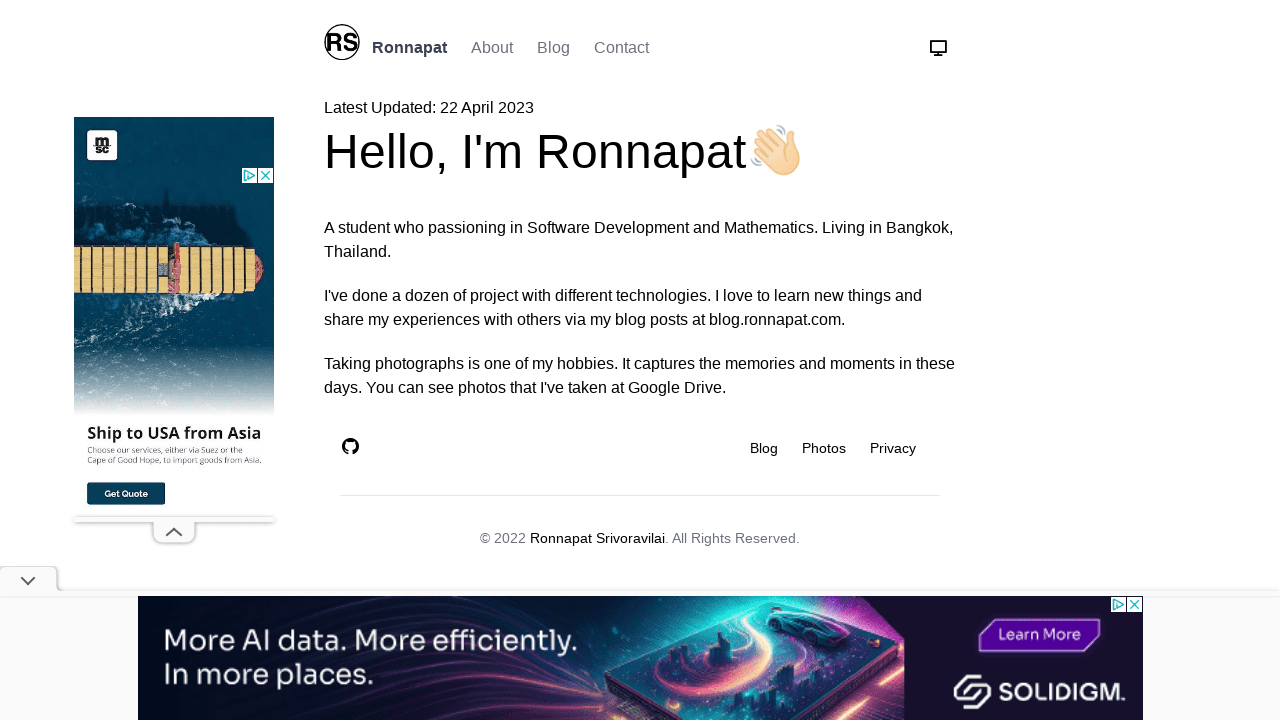 RS Ronnapat About Blog Contact
Latest Updated: 22 April 2023
Hello, I'm Ronnapat👋🏻
A student who passioning in Software Development and Mathematics. Living in Bangkok,
Thailand.
I've done a dozen of project with different technologies. I love to learn new things and
share my experiences with others via my blog posts at blog.ronnapat.com.
Taking photographs is one of my hobbies. It captures the memories and moments in these
days. You can see photos that I've taken at Google Drive.
Blog Photos Privacy
© 2022 Ronnapat Srivoravilai. All Rights Reserved.
msc
Ship to USA from Asia
Choose our services, either via Suez or the
Cape of Good Hope, to import goods from Asia.
Get Quote
More AI data. More efficiently.
In more places.
Learn More
SOLIDIGM.